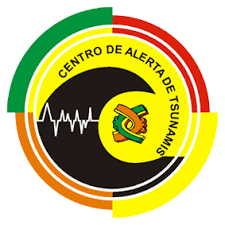 CENTRO DE ALERTA DE TSUNAMIS